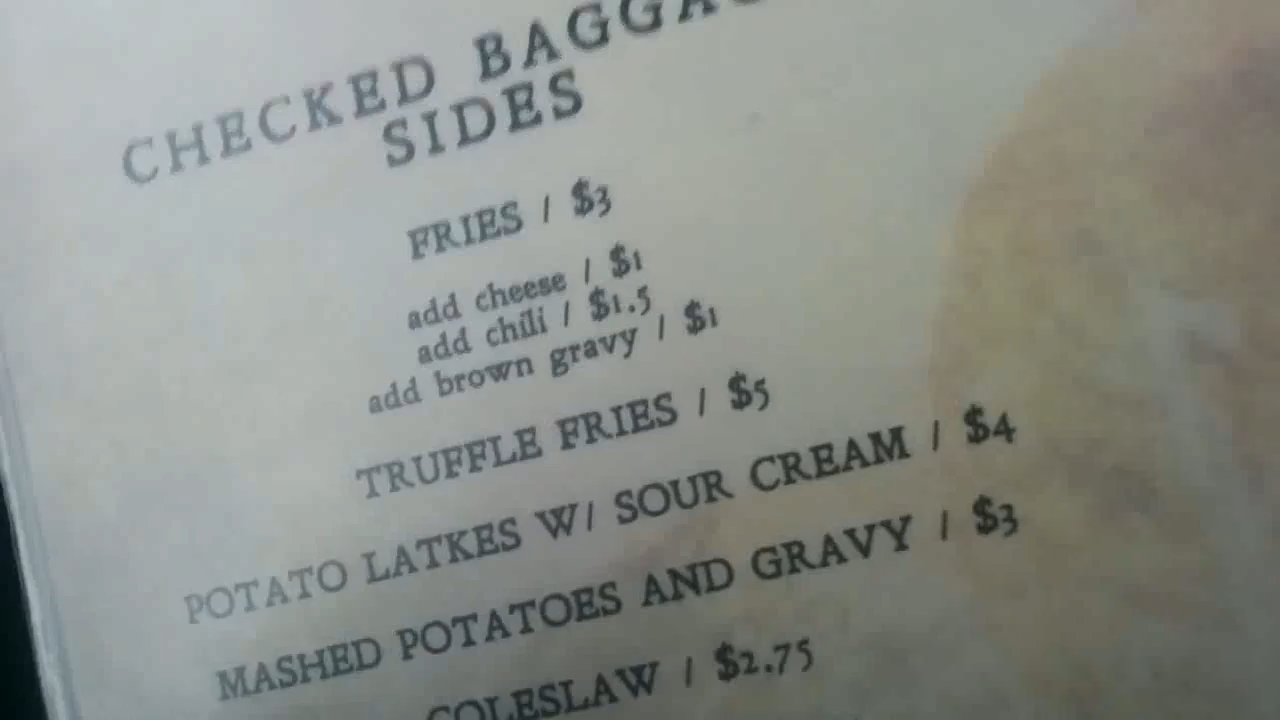 CHECKED
SIDES
FRIES / $3
add cheese / $1
add chili / $1.5
add brown gravy / $1
TRUFFLE FRIES / $5
POTATO LATKES W/ SOUR CREAM / $4
MASHED POTATOES AND GRAVY / $3
COLESLAW / $2.75